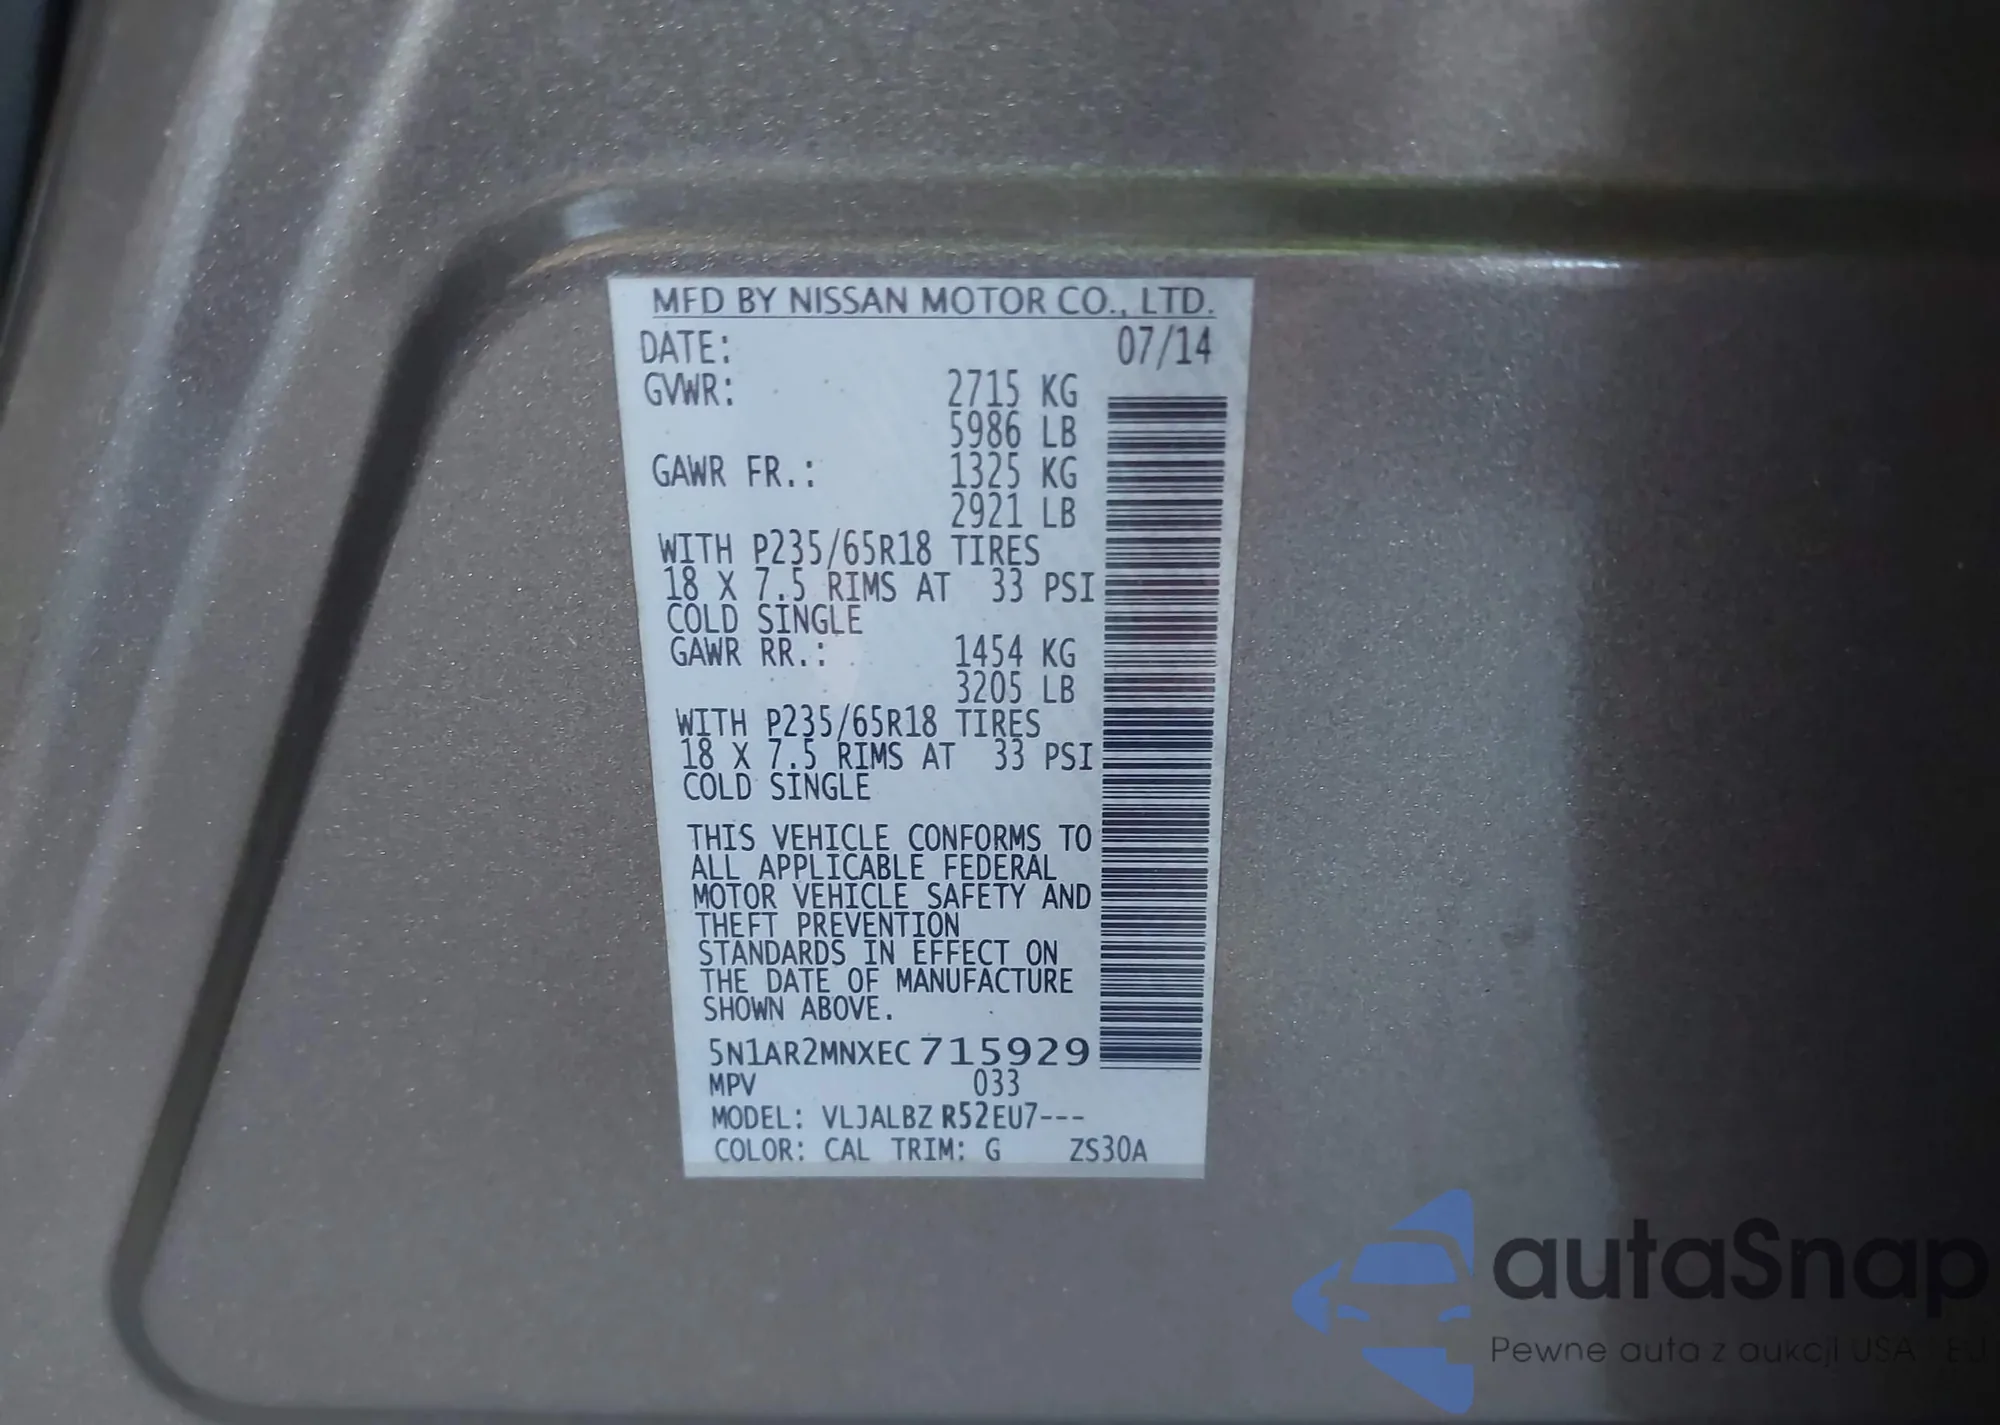 MFD BY NISSAN MOTOR CO., LTD.
DATE: 07/14
GVWR: 2715 KG
5986 LB
GAWR FR.: 1325 KG
2921 LB
WITH P235/65R18 TIRES
18 X 7.5 RIMS AT 33 PSI
COLD SINGLE
GAWR RR.: 1454 KG
3205 LB
WITH P235/65R18 TIRES
18 X 7.5 RIMS AT 33 PSI
COLD SINGLE
THIS VEHICLE CONFORMS TO
ALL APPLICABLE FEDERAL
MOTOR VEHICLE SAFETY AND
THEFT PREVENTION
STANDARDS IN EFFECT ON
THE DATE OF MANUFACTURE
SHOWN ABOVE.
5N1AR2MNXEC715929
MPV 033
MODEL: VLJALBZ R52EU7---
COLOR: CAL TRIM: G ZS30A
autaSnap
Pewne auta z aukcji USA i EU